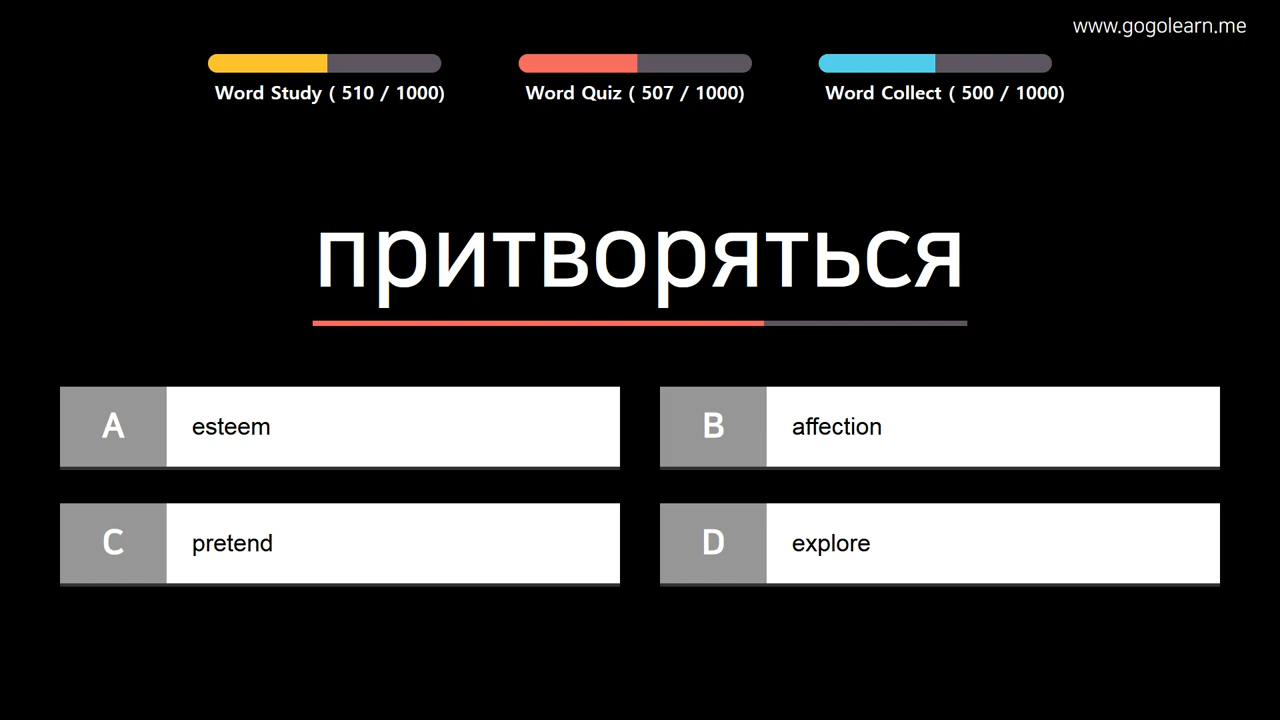 www.gogolearn.me
Word Study ( 510 / 1000)
Word Quiz ( 507 / 1000)
Word Collect ( 500 / 1000)
притворяться
A esteem
B affection
C pretend
D explore